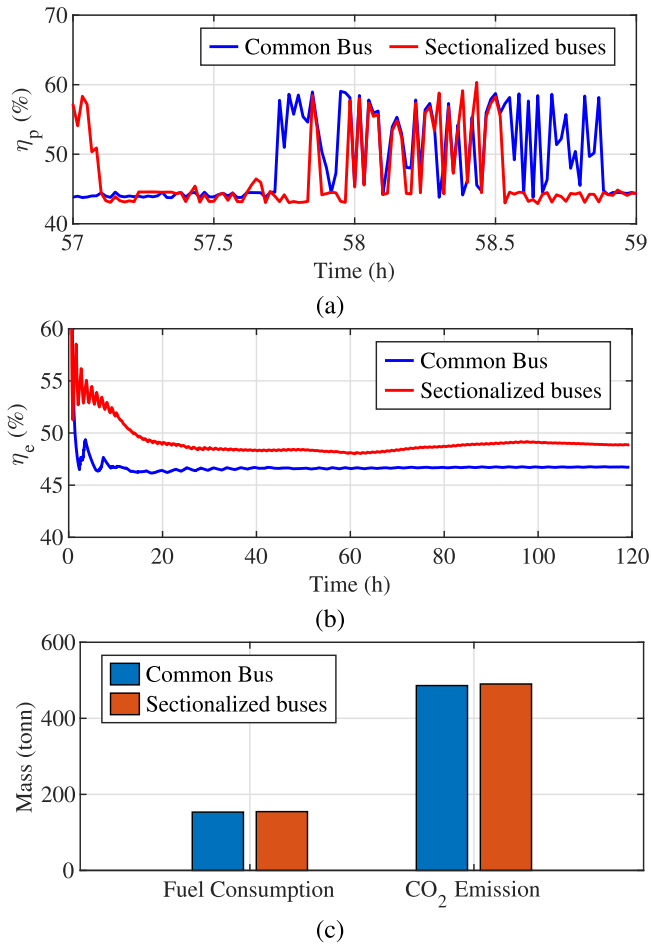 70
60
50
40
η_p (%)
Common Bus
Sectionalized buses
57
57.5
58
58.5
59
Time (h)
(a)
60
55
50
45
40
η_e (%)
Common Bus
Sectionalized buses
0
20
40
60
80
100
120
Time (h)
(b)
600
400
200
0
Mass (tonn)
Common Bus
Sectionalized buses
Fuel Consumption
CO₂ Emission
(c)